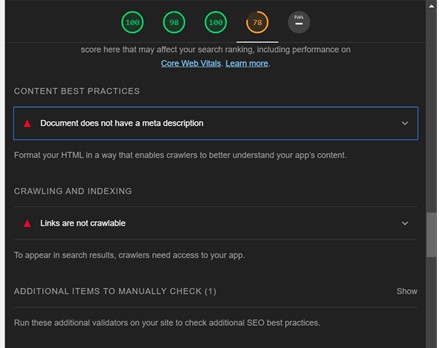 100 98 100 78 PWA
score here that may affect your search ranking, including performance on
Core Web Vitals. Learn more.
CONTENT BEST PRACTICES
Document does not have a meta description
Format your HTML in a way that enables crawlers to better understand your app's content.
CRAWLING AND INDEXING
Links are not crawlable
To appear in search results, crawlers need access to your app.
ADDITIONAL ITEMS TO MANUALLY CHECK (1) Show
Run these additional validators on your site to check additional SEO best practices.